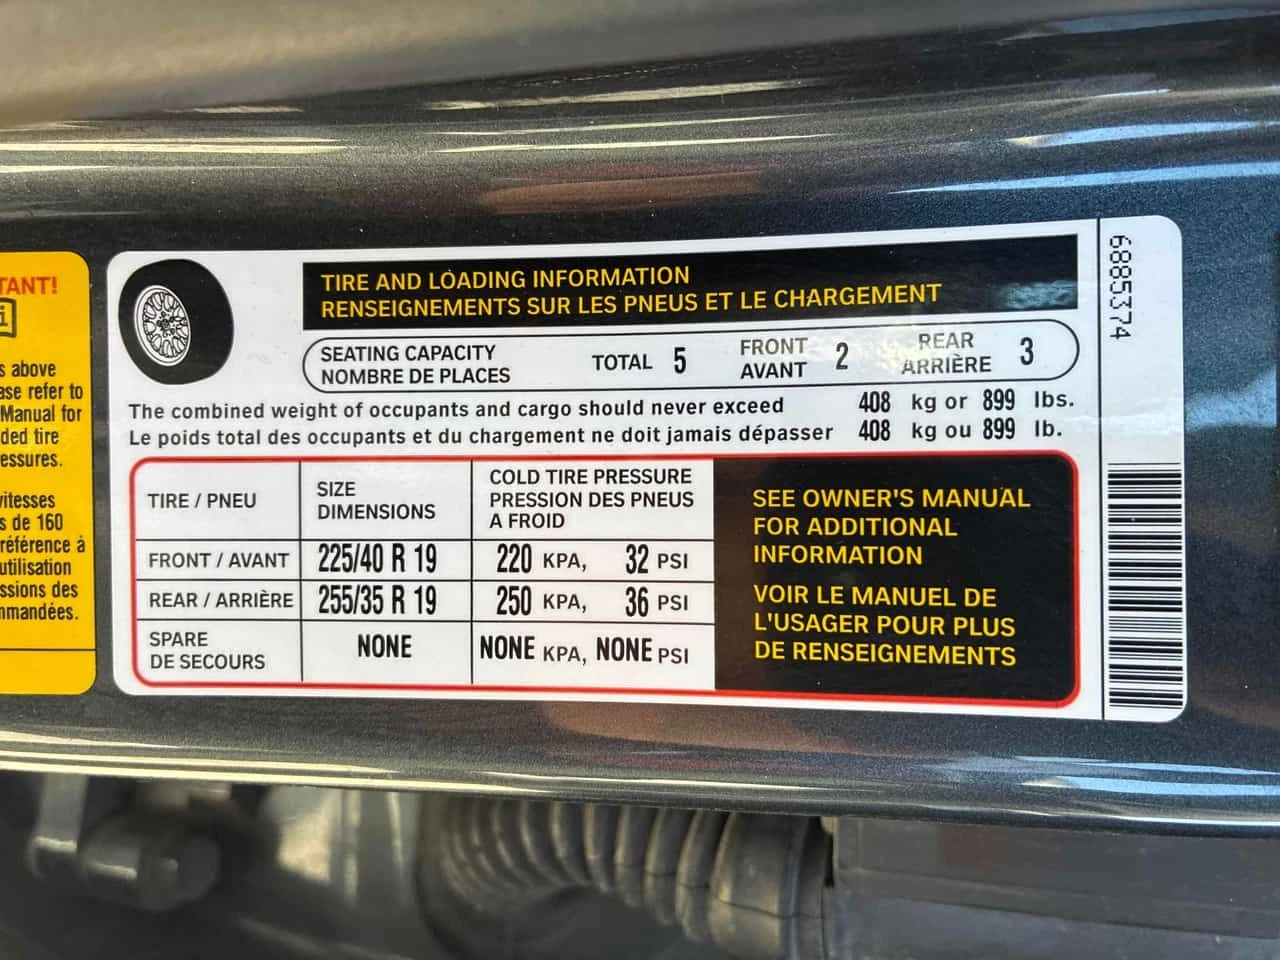 TANT!
i
s above
ase refer to
Manual for
ded tire
essures.
vitesses
s de 160
référence à
utilisation
ssions des
mmandées.
TIRE AND LOADING INFORMATION
RENSEIGNEMENTS SUR LES PNEUS ET LE CHARGEMENT
SEATING CAPACITY
NOMBRE DE PLACES
TOTAL 5
FRONT
AVANT 2
REAR
ARRIÈRE 3
The combined weight of occupants and cargo should never exceed 408 kg or 899 lbs.
Le poids total des occupants et du chargement ne doit jamais dépasser 408 kg ou 899 lb.
TIRE / PNEU
SIZE
DIMENSIONS
COLD TIRE PRESSURE
PRESSION DES PNEUS
A FROID
FRONT / AVANT 225/40 R 19 220 KPA, 32 PSI
REAR / ARRIÈRE 255/35 R 19 250 KPA, 36 PSI
SPARE
DE SECOURS
NONE NONE KPA, NONE PSI
SEE OWNER'S MANUAL
FOR ADDITIONAL
INFORMATION
VOIR LE MANUEL DE
L'USAGER POUR PLUS
DE RENSEIGNEMENTS
6885374